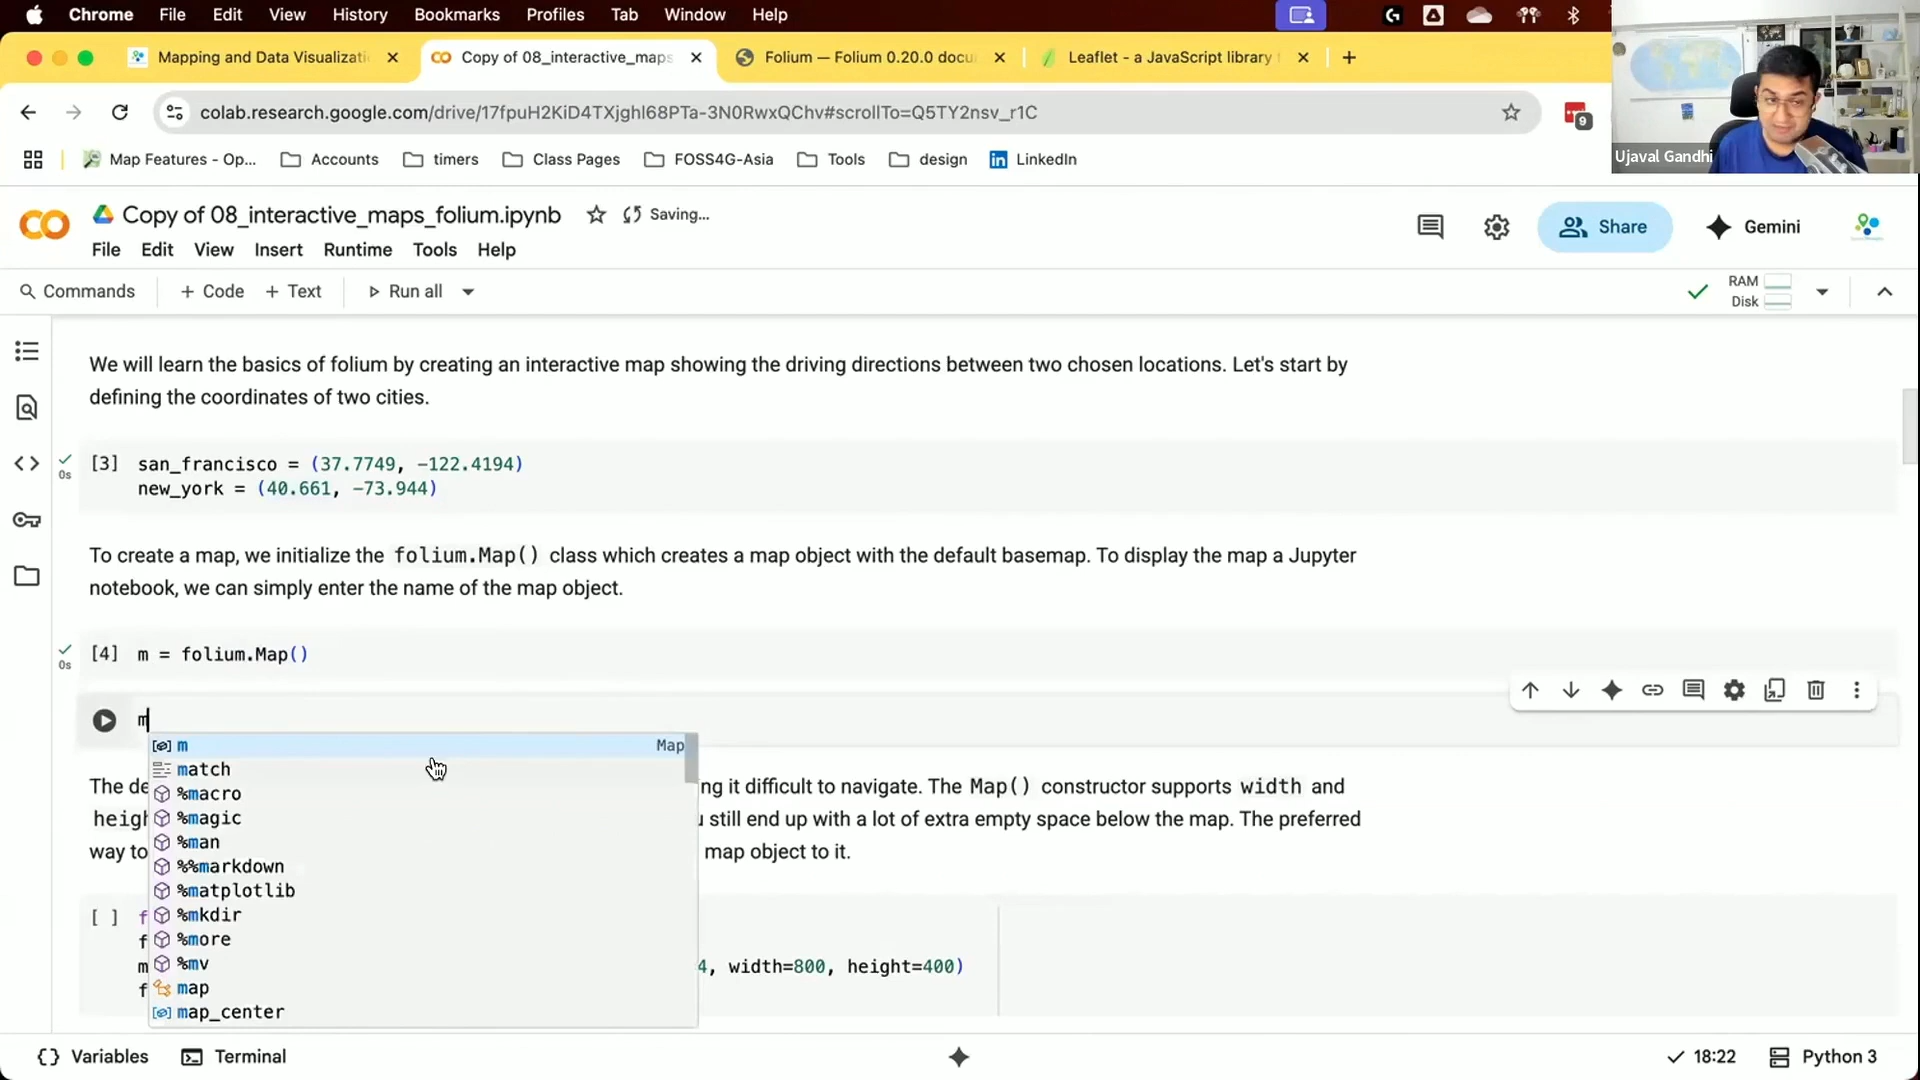 Chrome File Edit View History Bookmarks Profiles Tab Window Help
Mapping and Data Visualizati
Copy of 08_interactive_maps
Folium — Folium 0.20.0 docu
Leaflet - a JavaScript library
colab.research.google.com/drive/17fpuH2KiD4TXjghl68PTa-3N0RwxQChv#scrollTo=Q5TY2nsv_r1C
9
Map Features - Op... Accounts timers Class Pages FOSS4G-Asia Tools design LinkedIn
Ujaval Gandhi
Copy of 08_interactive_maps_folium.ipynb Saving...
File Edit View Insert Runtime Tools Help
Share Gemini
Commands + Code + Text Run all
RAM
Disk
We will learn the basics of folium by creating an interactive map showing the driving directions between two chosen locations. Let's start by
defining the coordinates of two cities.
[3] san_francisco = (37.7749, -122.4194)
0s new_york = (40.661, -73.944)
To create a map, we initialize the folium.Map() class which creates a map object with the default basemap. To display the map a Jupyter
notebook, we can simply enter the name of the map object.
[4] m = folium.Map()
0s
m
m Map
match
%macro
%magic
%man
%%markdown
%matplotlib
%mkdir
%more
%mv
map
map_center
The de ng it difficult to navigate. The Map() constructor supports width and
heigh still end up with a lot of extra empty space below the map. The preferred
way to map object to it.
[ ] f
f
m 4, width=800, height=400)
f
Variables Terminal 18:22 Python 3